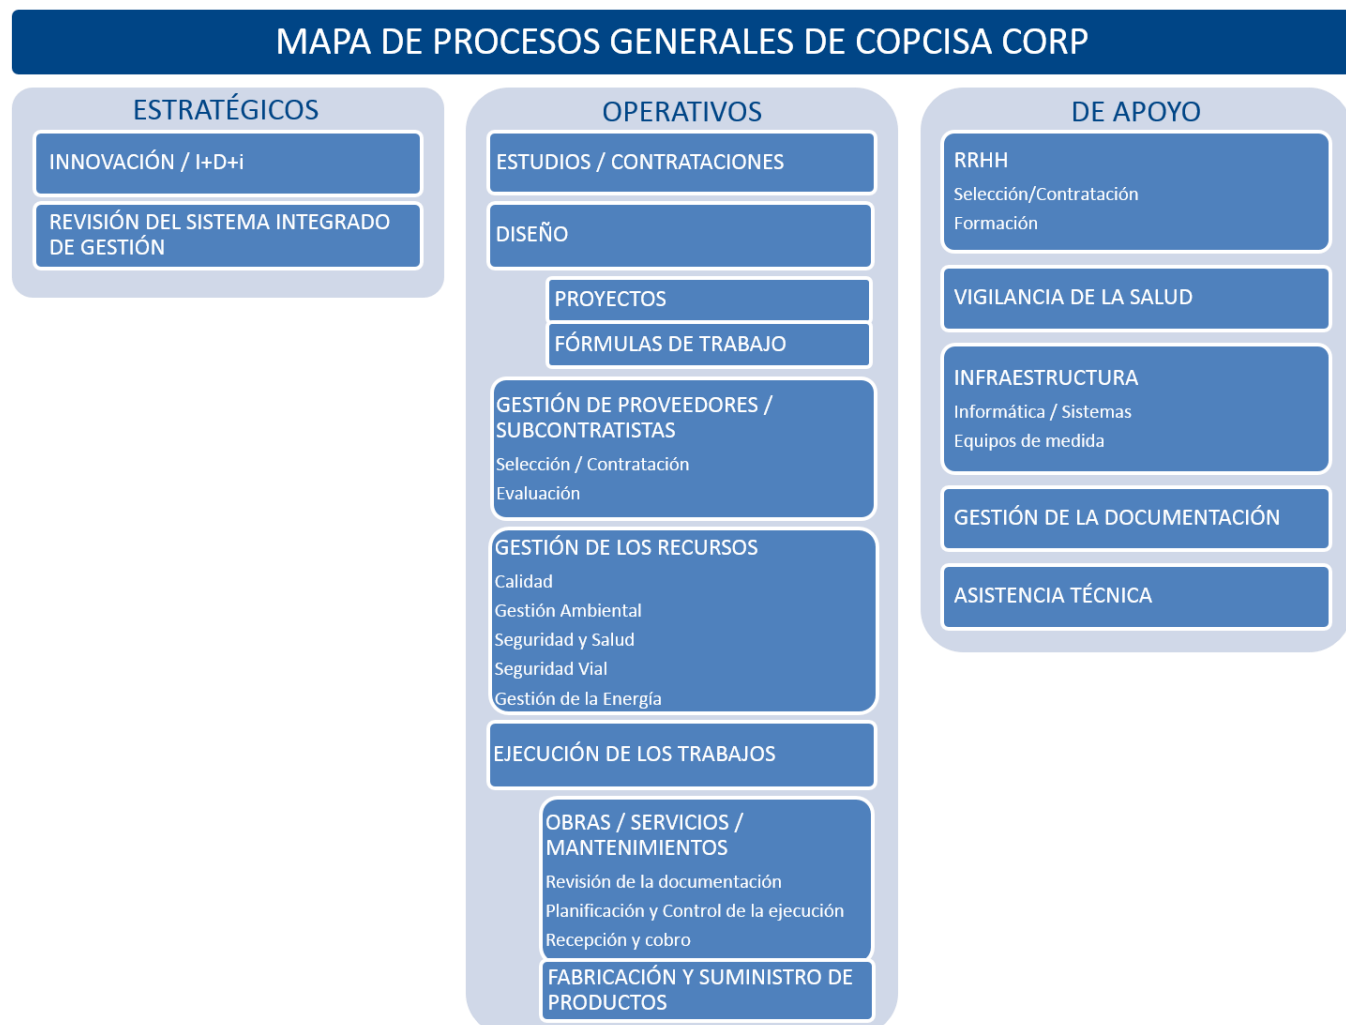 MAPA DE PROCESOS GENERALES DE COPCISA CORP
ESTRATÉGICOS
INNOVACIÓN / I+D+i
REVISIÓN DEL SISTEMA INTEGRADO
DE GESTIÓN
OPERATIVOS
ESTUDIOS / CONTRATACIONES
DISEÑO
PROYECTOS
FÓRMULAS DE TRABAJO
GESTIÓN DE PROVEEDORES /
SUBCONTRATISTAS
Selección / Contratación
Evaluación
GESTIÓN DE LOS RECURSOS
Calidad
Gestión Ambiental
Seguridad y Salud
Seguridad Vial
Gestión de la Energía
EJECUCIÓN DE LOS TRABAJOS
OBRAS / SERVICIOS /
MANTENIMIENTOS
Revisión de la documentación
Planificación y Control de la ejecución
Recepción y cobro
FABRICACIÓN Y SUMINISTRO DE
PRODUCTOS
DE APOYO
RRHH
Selección/Contratación
Formación
VIGILANCIA DE LA SALUD
INFRAESTRUCTURA
Informática / Sistemas
Equipos de medida
GESTIÓN DE LA DOCUMENTACIÓN
ASISTENCIA TÉCNICA